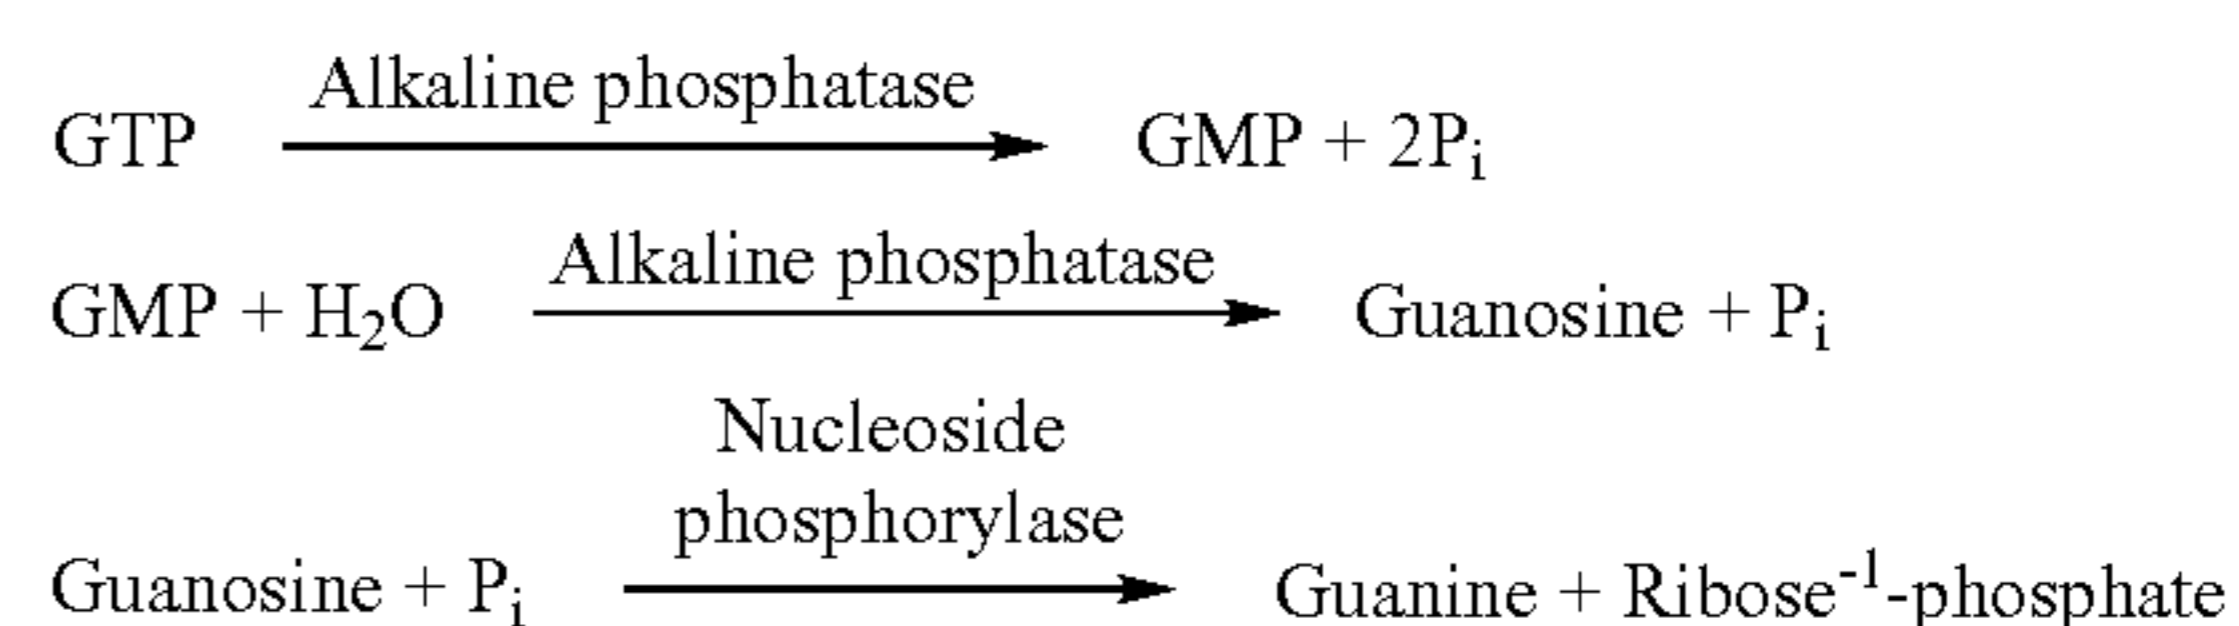 Alkaline phosphatase
GTP ⟶ GMP + 2Pᵢ
Alkaline phosphatase
GMP + H₂O ⟶ Guanosine + Pᵢ
Nucleoside
phosphorylase
Guanosine + Pᵢ ⟶ Guanine + Ribose⁻¹-phosphate